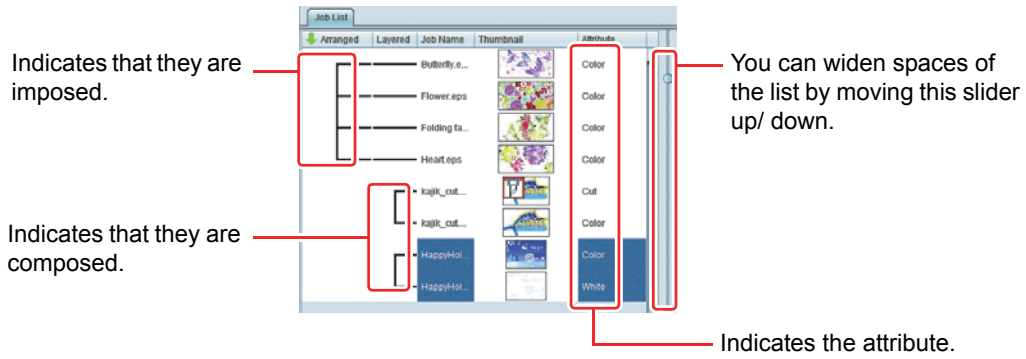 Job List
Arranged Layered Job Name Thumbnail Attribute
Indicates that they are
imposed.
Butterfly.e... Color
Flower.eps Color
Folding fa... Color
Heart.eps Color
You can widen spaces of
the list by moving this slider
up/ down.
kajik_cut.... Cut
kajik_cut.... Color
Indicates that they are
composed.
HappyHol... Color
HappyHol... White
Indicates the attribute.